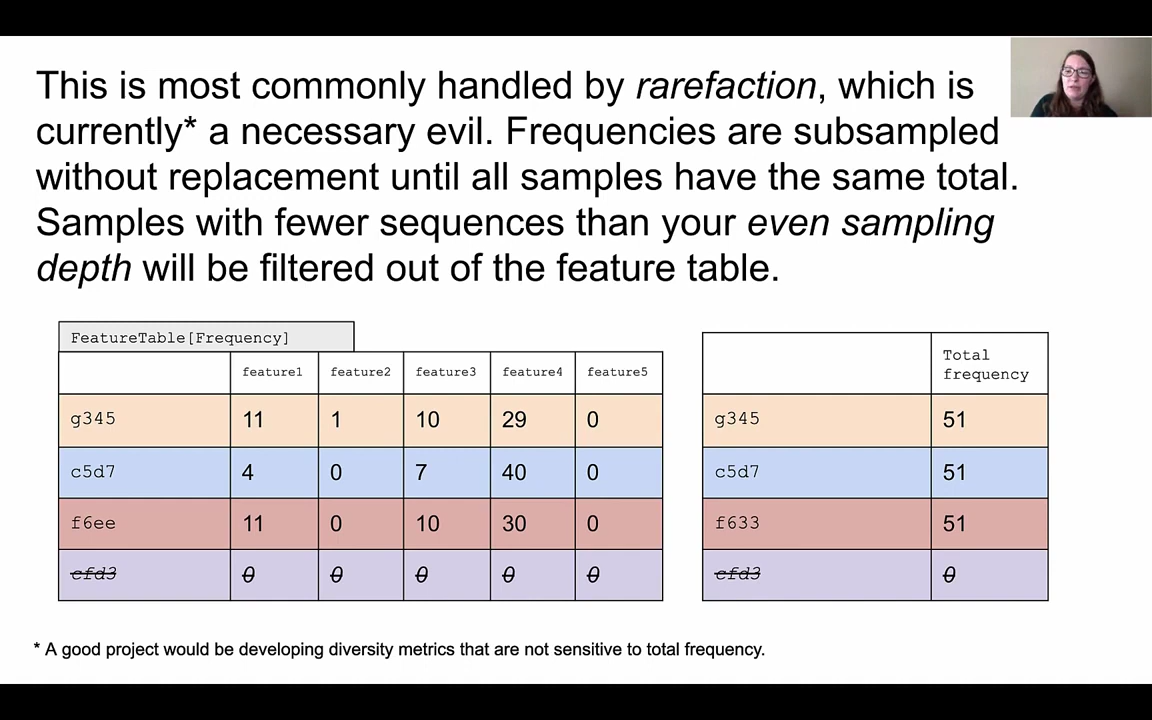 This is most commonly handled by rarefaction, which is
currently* a necessary evil. Frequencies are subsampled
without replacement until all samples have the same total.
Samples with fewer sequences than your even sampling
depth will be filtered out of the feature table.
FeatureTable[Frequency]
feature1 feature2 feature3 feature4 feature5
g345 11 1 10 29 0
c5d7 4 0 7 40 0
f6ee 11 0 10 30 0
cfd3 0 0 0 0 0
Total
frequency
g345 51
c5d7 51
f633 51
cfd3 0
* A good project would be developing diversity metrics that are not sensitive to total frequency.